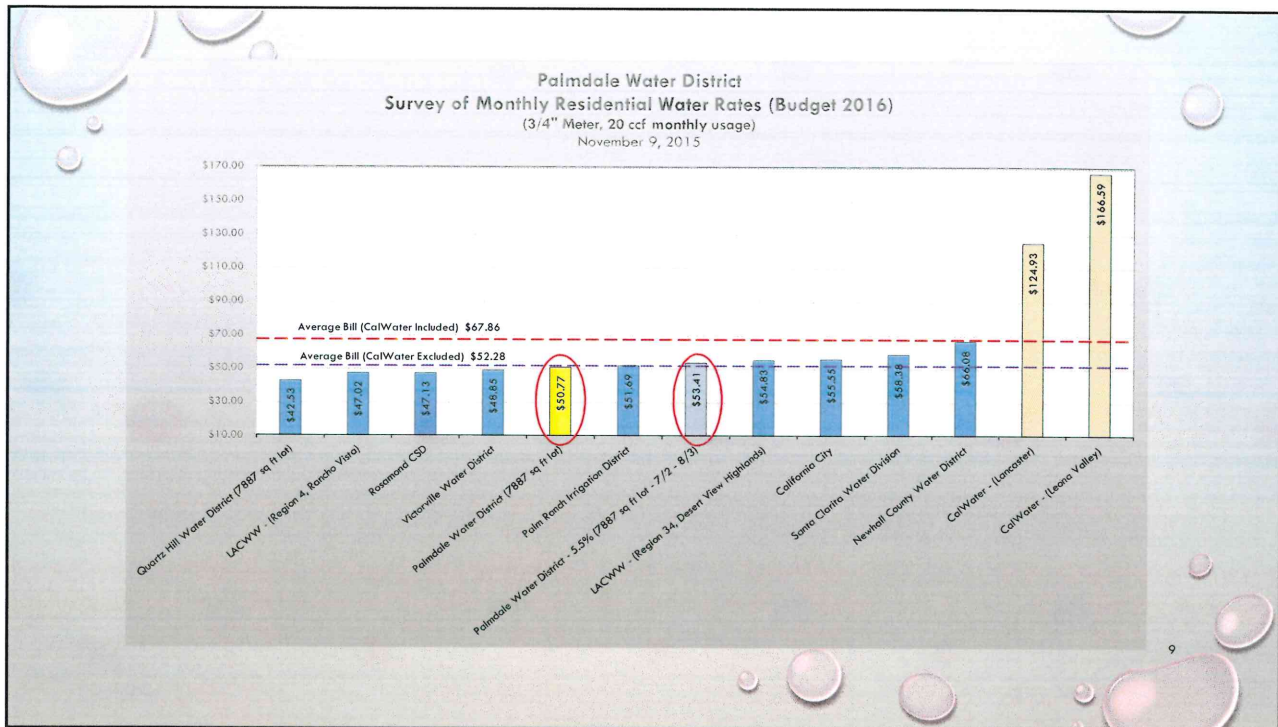 Palmdale Water District
Survey of Monthly Residential Water Rates (Budget 2016)
(3/4" Meter, 20 ccf monthly usage)
November 9, 2015
$170.00
$150.00
$130.00
$110.00
$90.00
$70.00
$50.00
$30.00
$10.00
Average Bill (CalWater Included) $67.86
Average Bill (CalWater Excluded) $52.28
$42.53
$47.02
$47.13
$48.85
$50.77
$51.69
$53.41
$54.83
$55.55
$58.38
$66.08
$124.93
$166.59
Quartz Hill Water District (7887 sq ft lot)
LACWW - (Region 4, Rancho Vista)
Rosamond CSD
Victorville Water District
Palmdale Water District (7887 sq ft lot)
Palm Ranch Irrigation District
Palmdale Water District - 5.5% (7887 sq ft lot - 7/2 - 8/3)
LACWW - (Region 34, Desert View Highlands)
California City
Santa Clarita Water Division
Newhall County Water District
CalWater - (Lancaster)
CalWater - (Leona Valley)
9